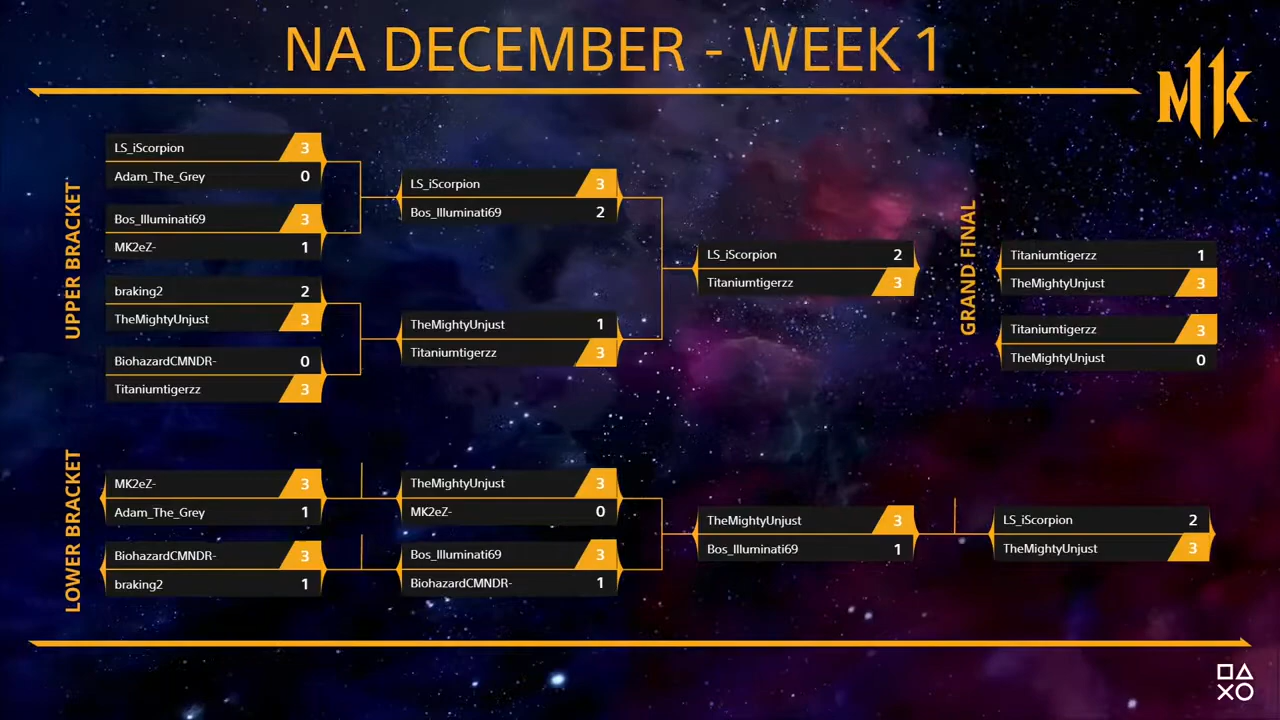 NA DECEMBER - WEEK 1
MK11
UPPER BRACKET
LS_iScorpion 3
Adam_The_Grey 0
Bos_Illuminati69 3
MK2eZ- 1
braking2 2
TheMightyUnjust 3
BiohazardCMNDR- 0
Titaniumtigerzz 3
LS_iScorpion 3
Bos_Illuminati69 2
TheMightyUnjust 1
Titaniumtigerzz 3
LS_iScorpion 2
Titaniumtigerzz 3
GRAND FINAL
Titaniumtigerzz 1
TheMightyUnjust 3
Titaniumtigerzz 3
TheMightyUnjust 0
LOWER BRACKET
MK2eZ- 3
Adam_The_Grey 1
BiohazardCMNDR- 3
braking2 1
TheMightyUnjust 3
MK2eZ- 0
Bos_Illuminati69 3
BiohazardCMNDR- 1
TheMightyUnjust 3
Bos_Illuminati69 1
LS_iScorpion 2
TheMightyUnjust 3